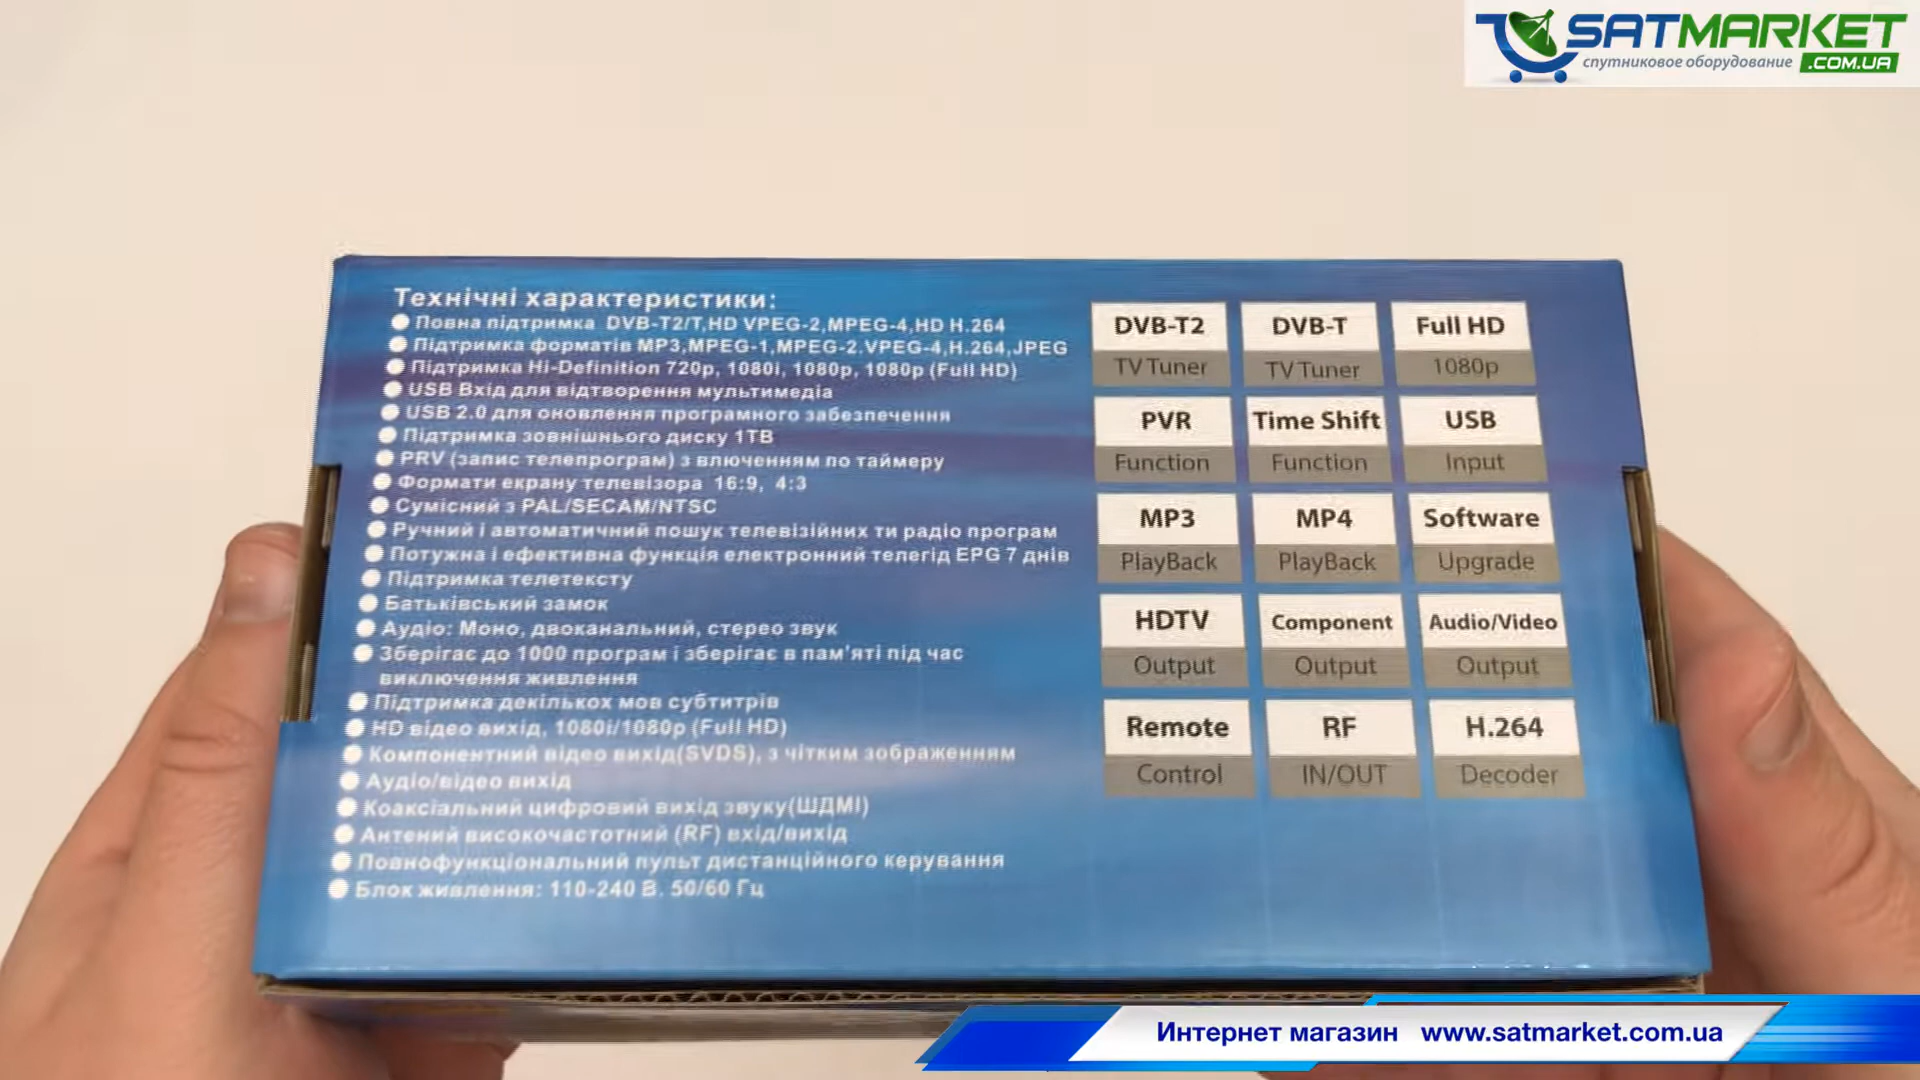 SATMARKET
спутниковое оборудование .COM.UA
Технічні характеристики:
Повна підтримка DVB-T2/T,HD VPEG-2,MPEG-4,HD H.264
Підтримка форматів MP3,MPEG-1,MPEG-2.VPEG-4,H.264,JPEG
Підтримка Hi-Definition 720p, 1080i, 1080p, 1080p (Full HD)
USB Вхід для відтворення мультимедіа
USB 2.0 для оновлення програмного забезпечення
Підтримка зовнішнього диску 1TB
PRV (запис телепрограм) з влюченням по таймеру
Формати екрану телевізора 16:9, 4:3
Сумісний з PAL/SECAM/NTSC
Ручний і автоматичний пошук телевізійних ти радіо програм
Потужна і ефективна функція електронний телегід EPG 7 днів
Підтримка телетексту
Батьківський замок
Аудіо: Моно, двоканальний, стерео звук
Зберігає до 1000 програм і зберігає в пам'яті під час
виключення живлення
Підтримка декількох мов субтитрів
HD відео вихід, 1080i/1080p (Full HD)
Компонентний відео вихід(SVDS), з чітким зображенням
Аудіо/відео вихід
Коаксіальний цифровий вихід звуку(ШДМІ)
Антений високочастотний (RF) вхід/вихід
Повнофункціональний пульт дистанційного керування
Блок живлення: 110-240 В. 50/60 Гц
DVB-T2 DVB-T Full HD
TV Tuner TV Tuner 1080p
PVR Time Shift USB
Function Function Input
MP3 MP4 Software
PlayBack PlayBack Upgrade
HDTV Component Audio/Video
Output Output Output
Remote RF H.264
Control IN/OUT Decoder
Интернет магазин www.satmarket.com.ua